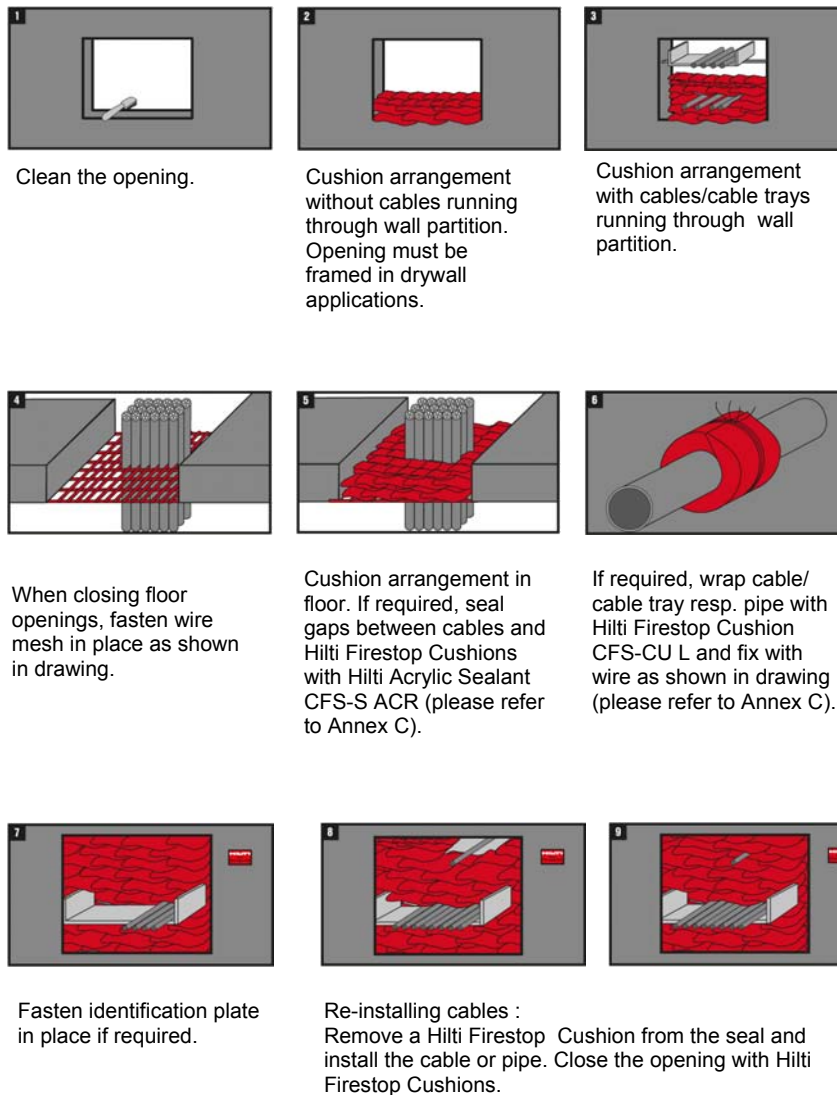 1
2
3
Clean the opening.
Cushion arrangement
without cables running
through wall partition.
Opening must be
framed in drywall
applications.
Cushion arrangement
with cables/cable trays
running through wall
partition.
4
5
6
When closing floor
openings, fasten wire
mesh in place as shown
in drawing.
Cushion arrangement in
floor. If required, seal
gaps between cables and
Hilti Firestop Cushions
with Hilti Acrylic Sealant
CFS-S ACR (please refer
to Annex C).
If required, wrap cable/
cable tray resp. pipe with
Hilti Firestop Cushion
CFS-CU L and fix with
wire as shown in drawing
(please refer to Annex C).
7
8
9
Fasten identification plate
in place if required.
Re-installing cables :
Remove a Hilti Firestop Cushion from the seal and
install the cable or pipe. Close the opening with Hilti
Firestop Cushions.